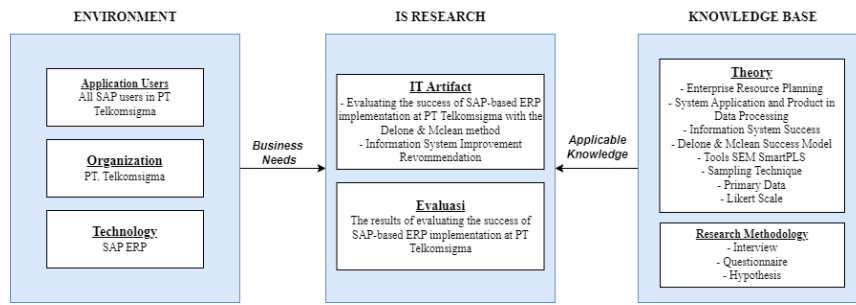 ENVIRONMENT
Application Users
All SAP users in PT
Telkomsigma
Organization
PT. Telkomsigma
Technology
SAP ERP
Business
Needs
IS RESEARCH
IT Artifact
- Evaluating the success of SAP-based ERP
implementation at PT Telkomsigma with the
Delone & Mclean method
- Information System Improvement
Revommendation
Evaluasi
The results of evaluating the success of
SAP-based ERP implementation at PT
Telkomsigma
Applicable
Knowledge
KNOWLEDGE BASE
Theory
- Enterprise Resource Planning
- System Application and Product in
Data Processing
- Information System Success
- Delone & Mclean Success Model
- Tools SEM SmartPLS
- Sampling Technique
- Primary Data
- Likert Scale
Research Methodology
- Interview
- Questionnaire
- Hypothesis